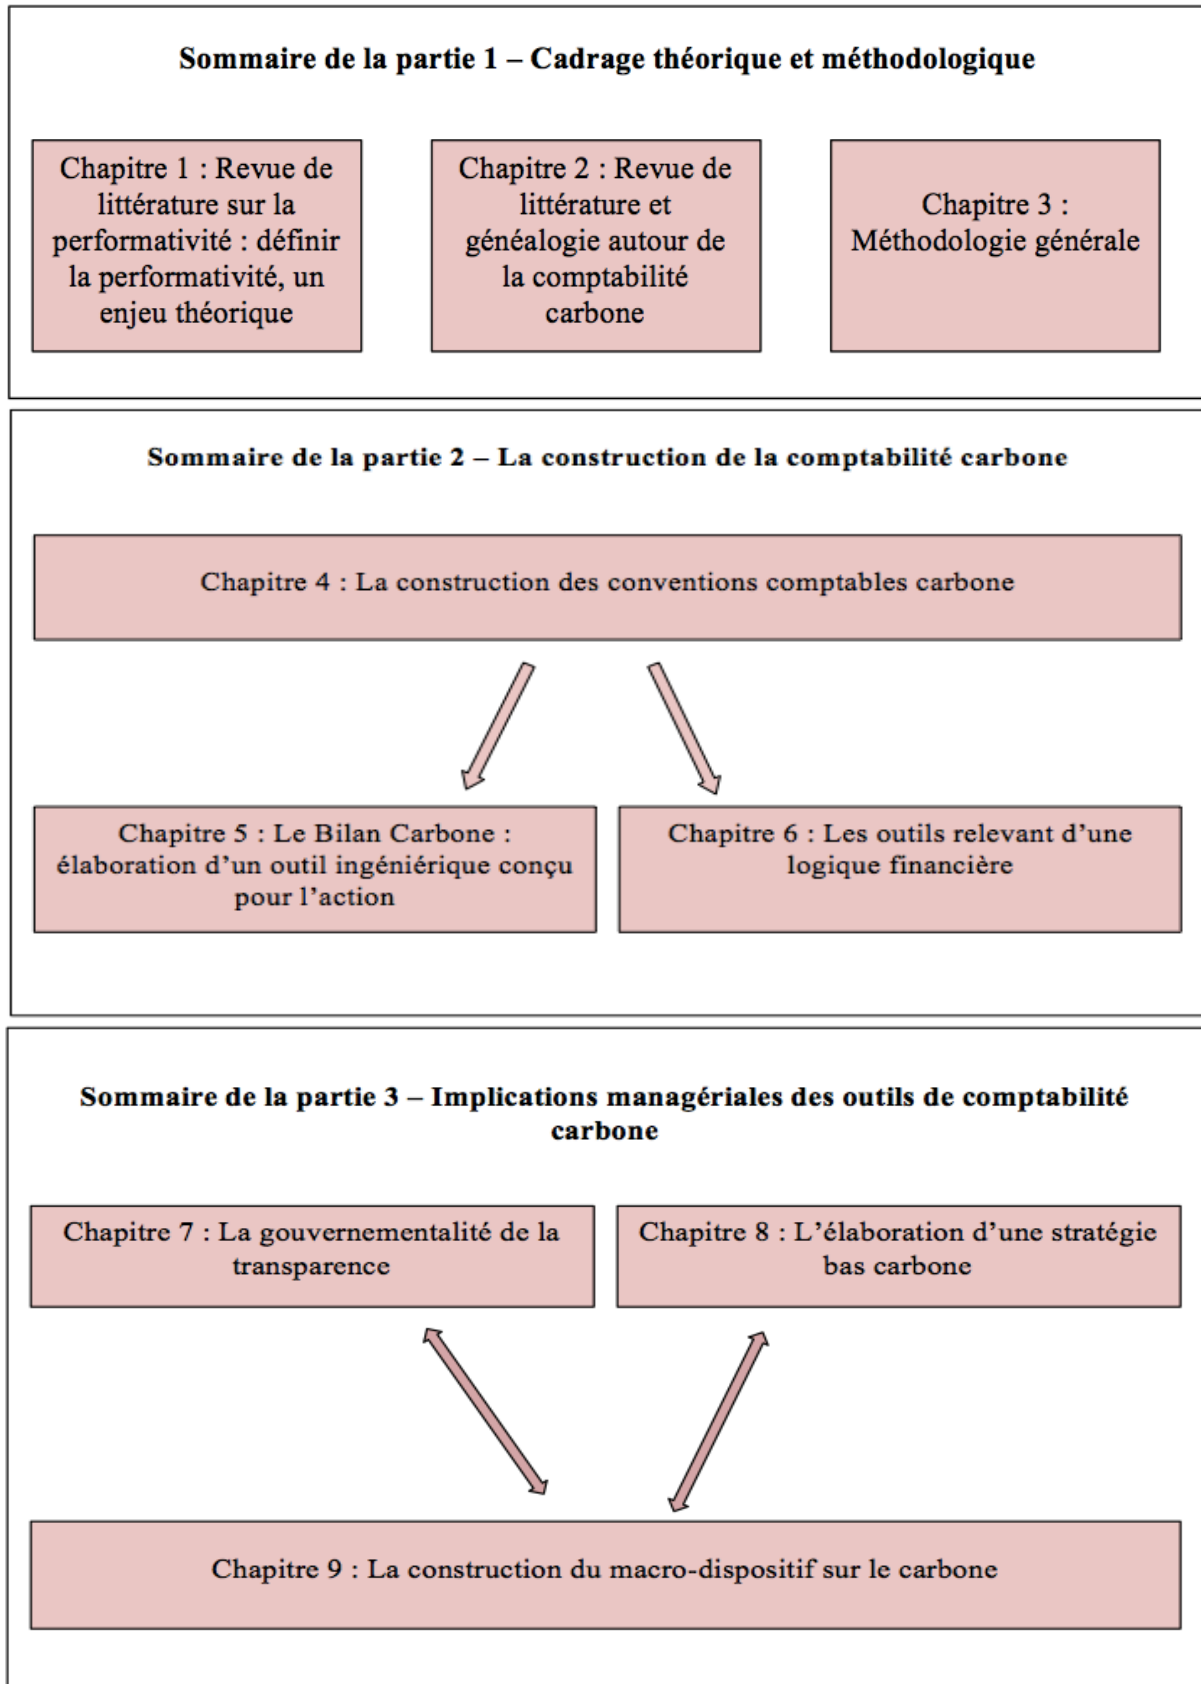 Sommaire de la partie 1 – Cadrage théorique et méthodologique
Chapitre 1 : Revue de
littérature sur la
performativité : définir
la performativité, un
enjeu théorique
Chapitre 2 : Revue de
littérature et
généalogie autour de
la comptabilité
carbone
Chapitre 3 :
Méthodologie générale
Sommaire de la partie 2 – La construction de la comptabilité carbone
Chapitre 4 : La construction des conventions comptables carbone
Chapitre 5 : Le Bilan Carbone :
élaboration d’un outil ingéniérique conçu
pour l’action
Chapitre 6 : Les outils relevant d’une
logique financière
Sommaire de la partie 3 – Implications managériales des outils de comptabilité
carbone
Chapitre 7 : La gouvernementalité de la
transparence
Chapitre 8 : L’élaboration d’une stratégie
bas carbone
Chapitre 9 : La construction du macro-dispositif sur le carbone